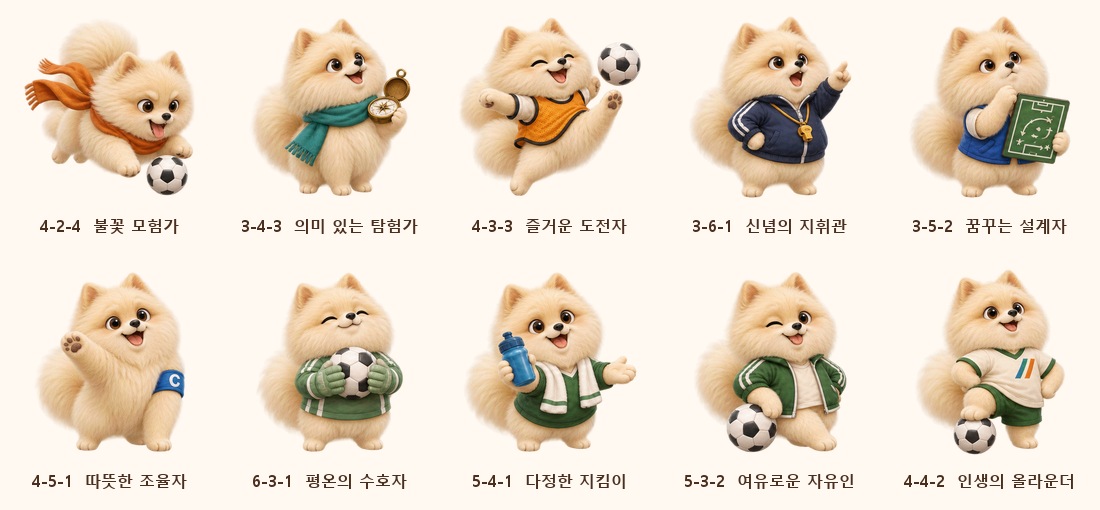 4-2-4 불꽃 모험가
3-4-3 의미 있는 탐험가
4-3-3 즐거운 도전자
3-6-1 신념의 지휘관
3-5-2 꿈꾸는 설계자
C
4-5-1 따뜻한 조율자
6-3-1 평온의 수호자
5-4-1 다정한 지킴이
5-3-2 여유로운 자유인
4-4-2 인생의 올라운더